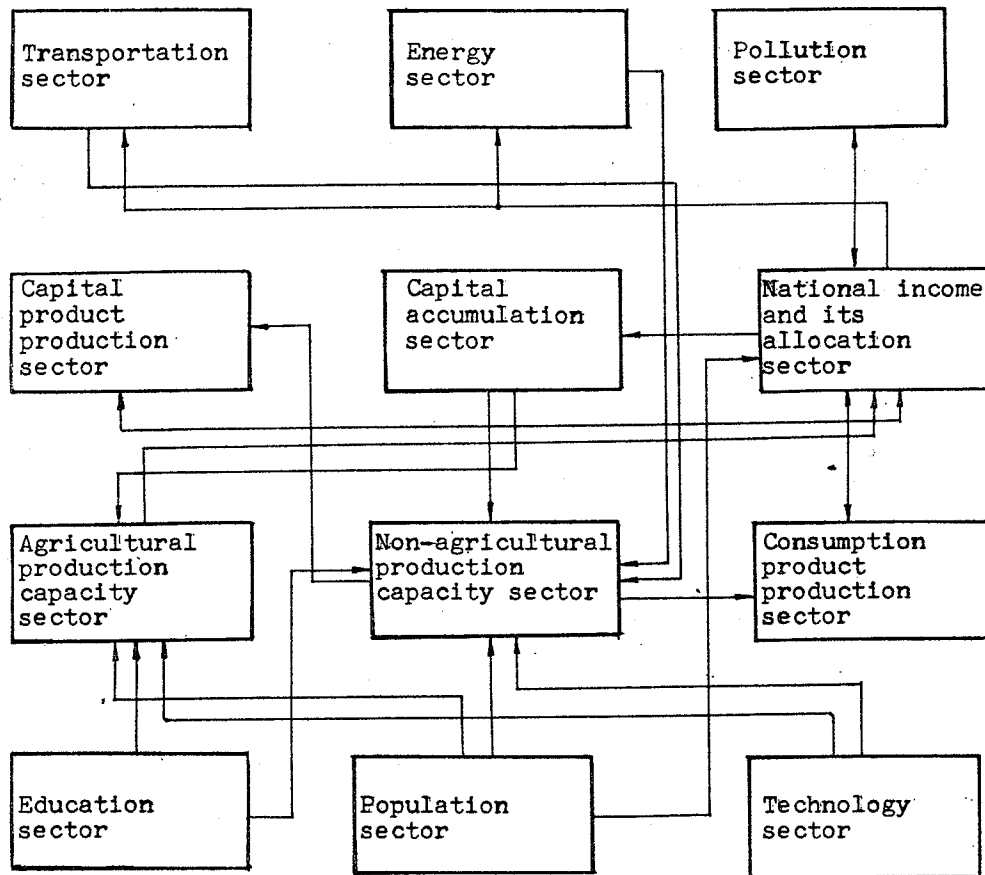 Transportation
sector
Energy
sector
Pollution
sector
Capital
product
production
sector
Capital
accumulation
sector
National income
and its
allocation
sector
Agricultural
production
capacity
sector
Non-agricultural
production
capacity sector
Consumption
product
production
sector
Education
sector
Population
sector
Technology
sector